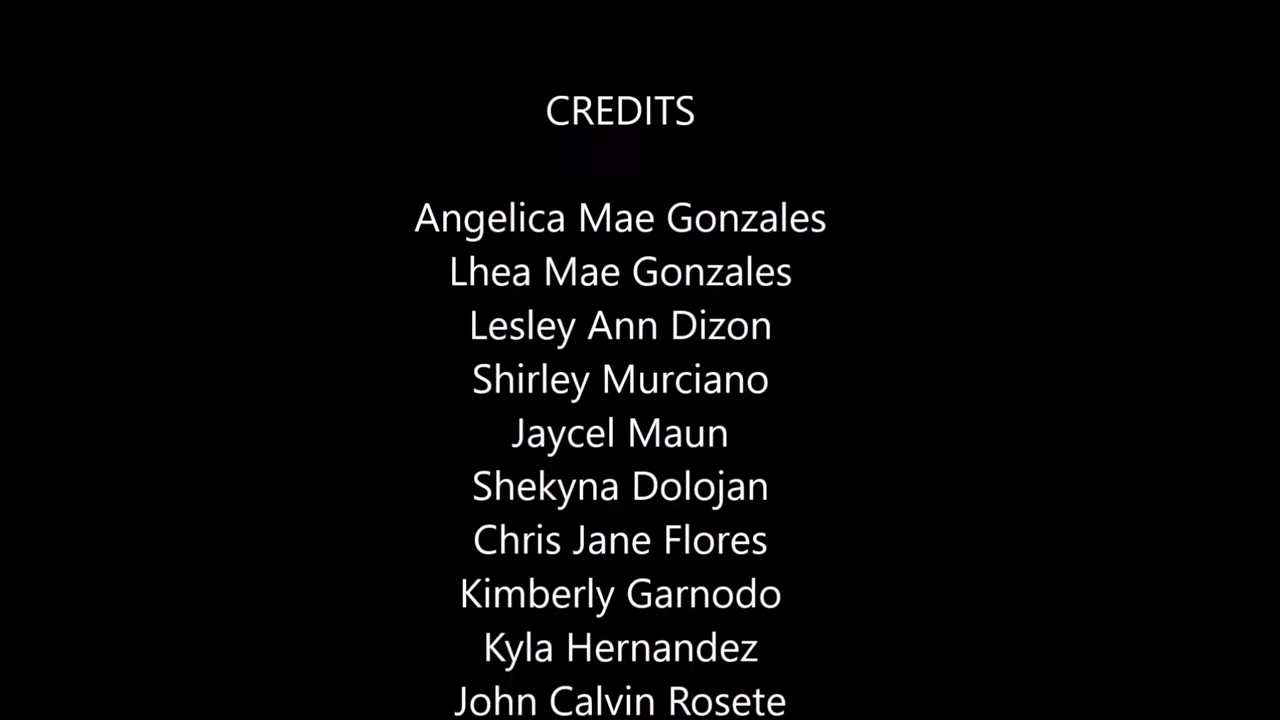 CREDITS
Angelica Mae Gonzales
Lhea Mae Gonzales
Lesley Ann Dizon
Shirley Murciano
Jaycel Maun
Shekyna Dolojan
Chris Jane Flores
Kimberly Garnodo
Kyla Hernandez
John Calvin Rosete